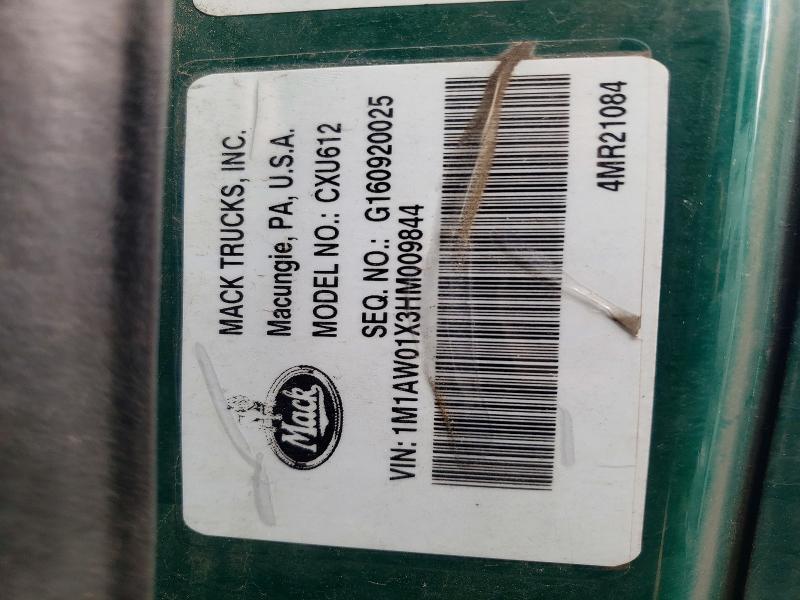 MACK TRUCKS, INC.
Macungie, PA, U.S.A.
MODEL NO.: CXU612
SEQ. NO.: G160920025
Mack
VIN: 1M1AW01X3HM009844
4MR21084